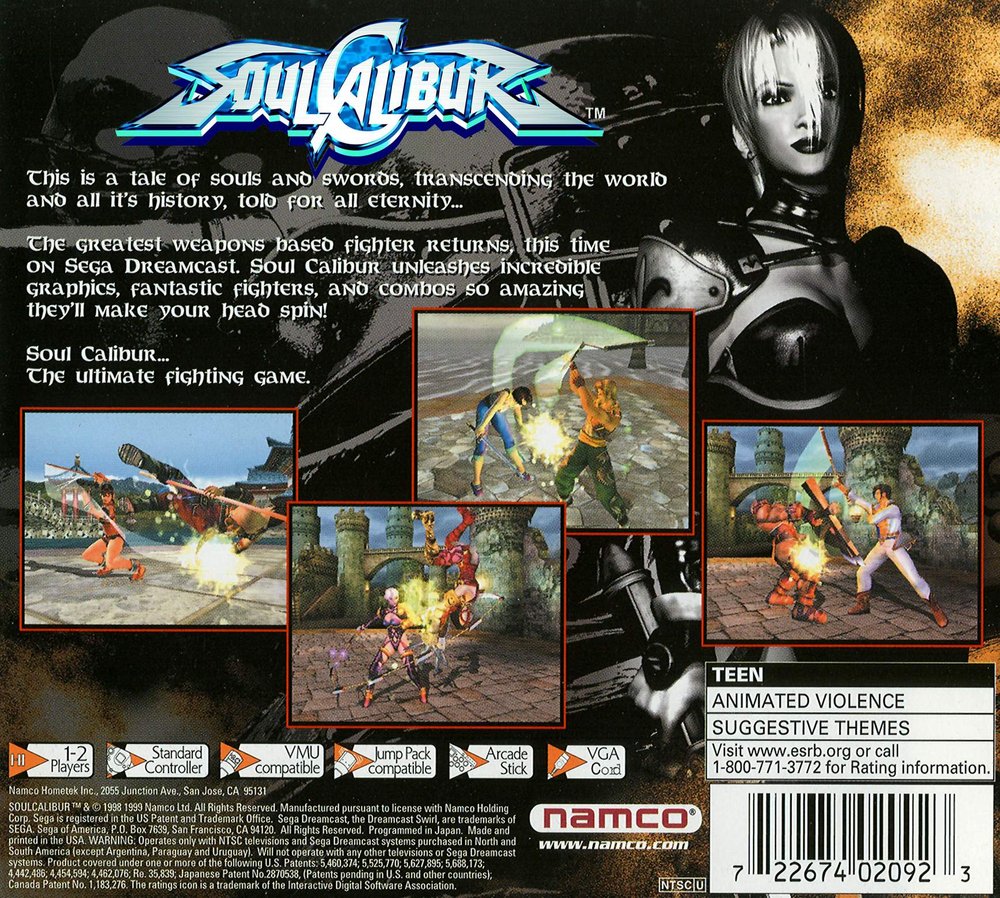 SOULCALIBUR™
This is a tale of souls and swords, transcending the world
and all it's history, told for all eternity...
The greatest weapons based fighter returns, this time
on Sega Dreamcast. Soul Calibur unleashes incredible
graphics, fantastic fighters, and combos so amazing
they'll make your head spin!
Soul Calibur...
The ultimate fighting game.
TEEN
ANIMATED VIOLENCE
SUGGESTIVE THEMES
Visit www.esrb.org or call
1-800-771-3772 for Rating information.
1-2
Players
Standard
Controller
VMU
compatible
Jump Pack
compatible
Arcade
Stick
VGA
Cord
Namco Hometek Inc., 2055 Junction Ave., San Jose, CA 95131
SOULCALIBUR™ & © 1998 1999 Namco Ltd. All Rights Reserved. Manufactured pursuant to license with Namco Holding
Corp. Sega is registered in the US Patent and Trademark Office. Sega Dreamcast, the Dreamcast Swirl, are trademarks of
SEGA. Sega of America, P.O. Box 7639, San Francisco, CA 94120. All Rights Reserved. Programmed in Japan. Made and
printed in the USA. WARNING: Operates only with NTSC televisions and Sega Dreamcast systems purchased in North and
South America (except Argentina, Paraguay and Uruguay). Will not operate with any other televisions or Sega Dreamcast
systems. Product covered under one or more of the following U.S. Patents: 5,460,374; 5,525,770; 5,627,895; 5,688,173;
4,442,486; 4,454,594; 4,462,076; Re. 35,839; Japanese Patent No.2870538, (Patents pending in U.S. and other countries);
Canada Patent No. 1,183,276. The ratings icon is a trademark of the Interactive Digital Software Association.
namco®
www.namco.com
NTSC U
7 22674 02092 3